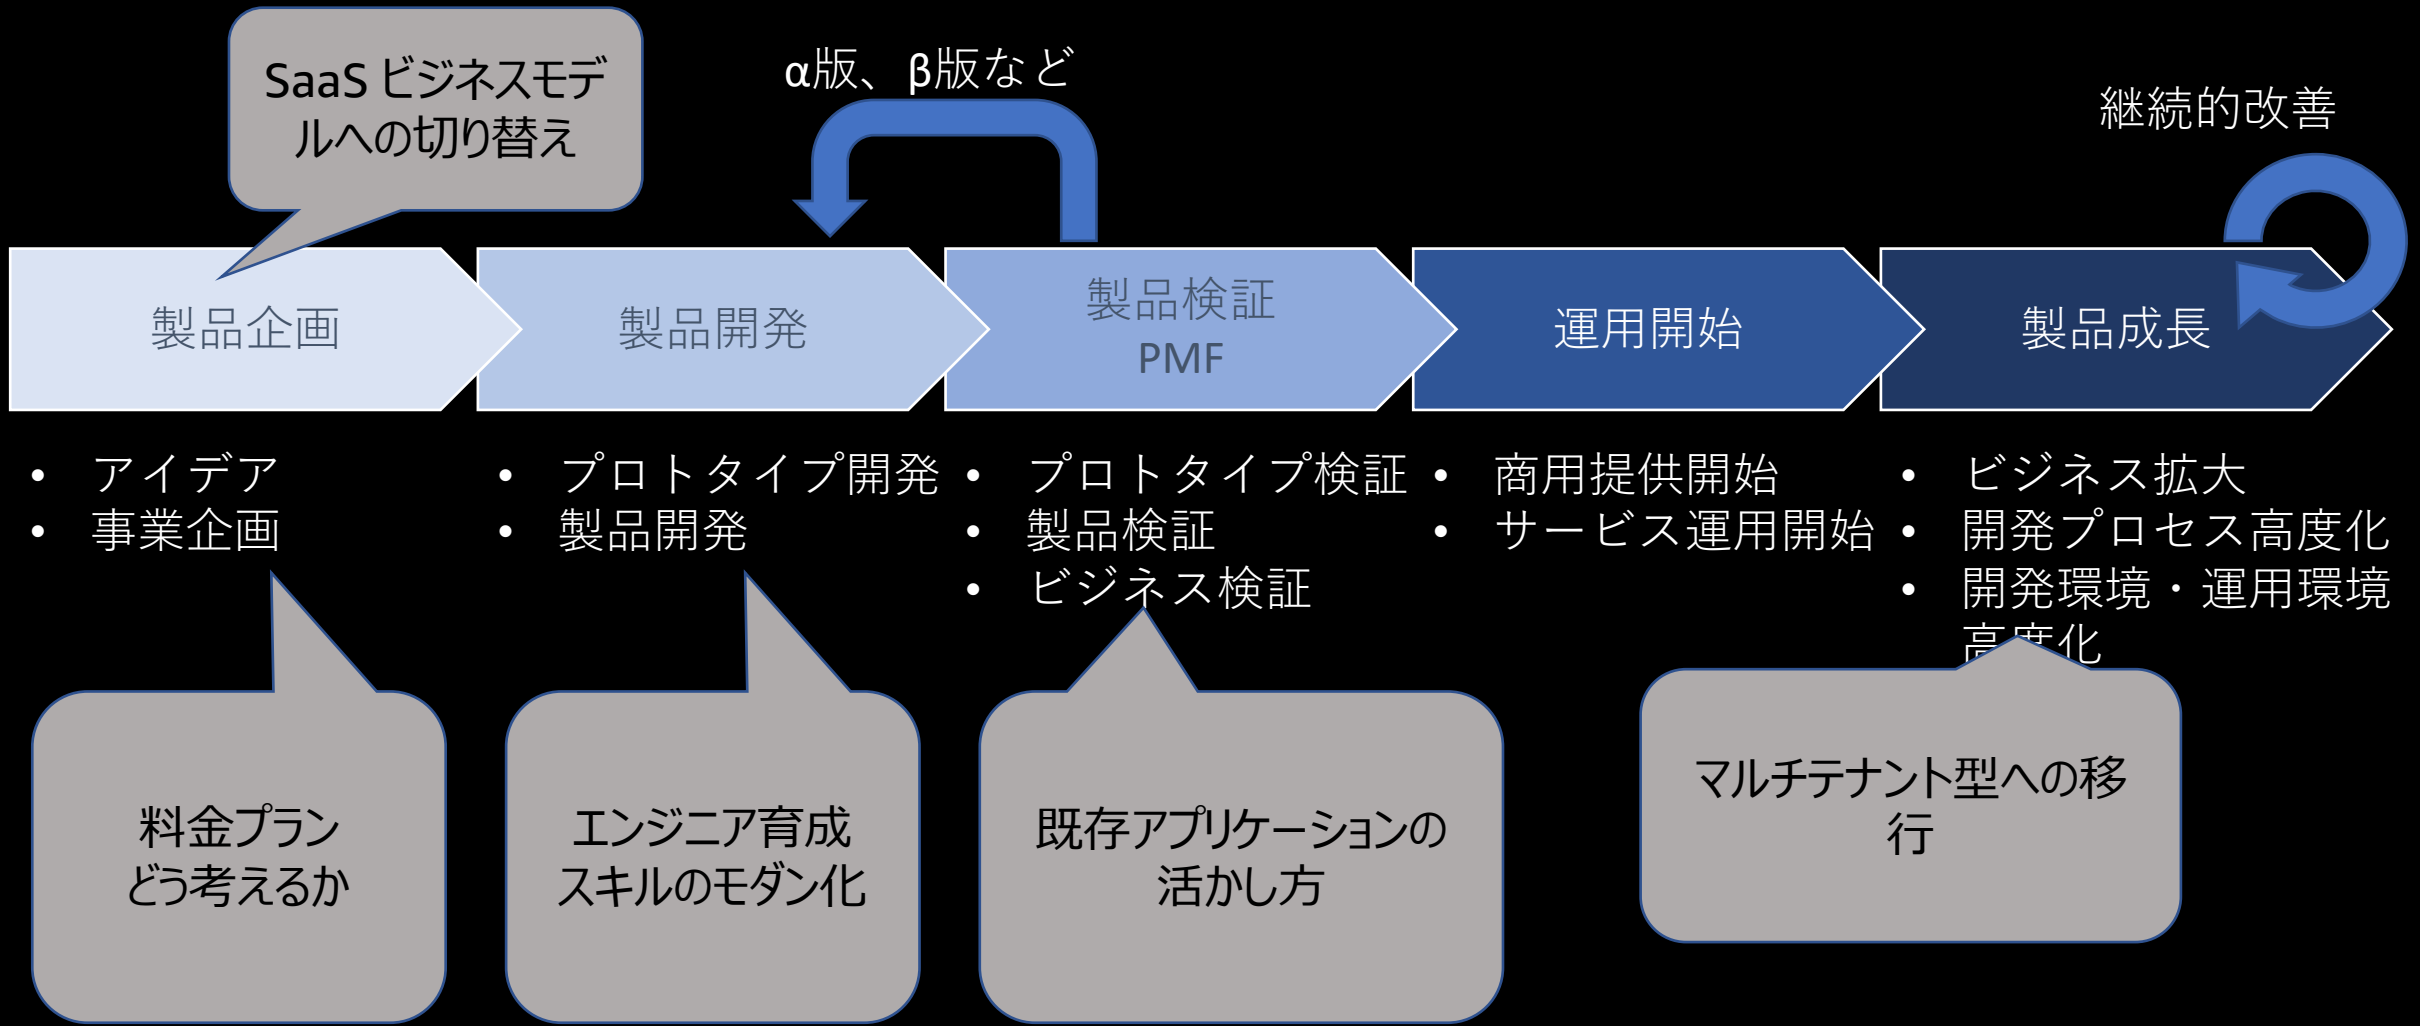 SaaS ビジネスモデ
ルへの切り替え
α版、β版など
継続的改善
製品企画
製品開発
製品検証
PMF
運用開始
製品成長
• アイデア
• 事業企画
• プロトタイプ開発
• 製品開発
• プロトタイプ検証
• 製品検証
• ビジネス検証
• 商用提供開始
• サービス運用開始
• ビジネス拡大
• 開発プロセス高度化
• 開発環境・運用環境
高度化
料金プラン
どう考えるか
エンジニア育成
スキルのモダン化
既存アプリケーションの
活かし方
マルチテナント型への移
行